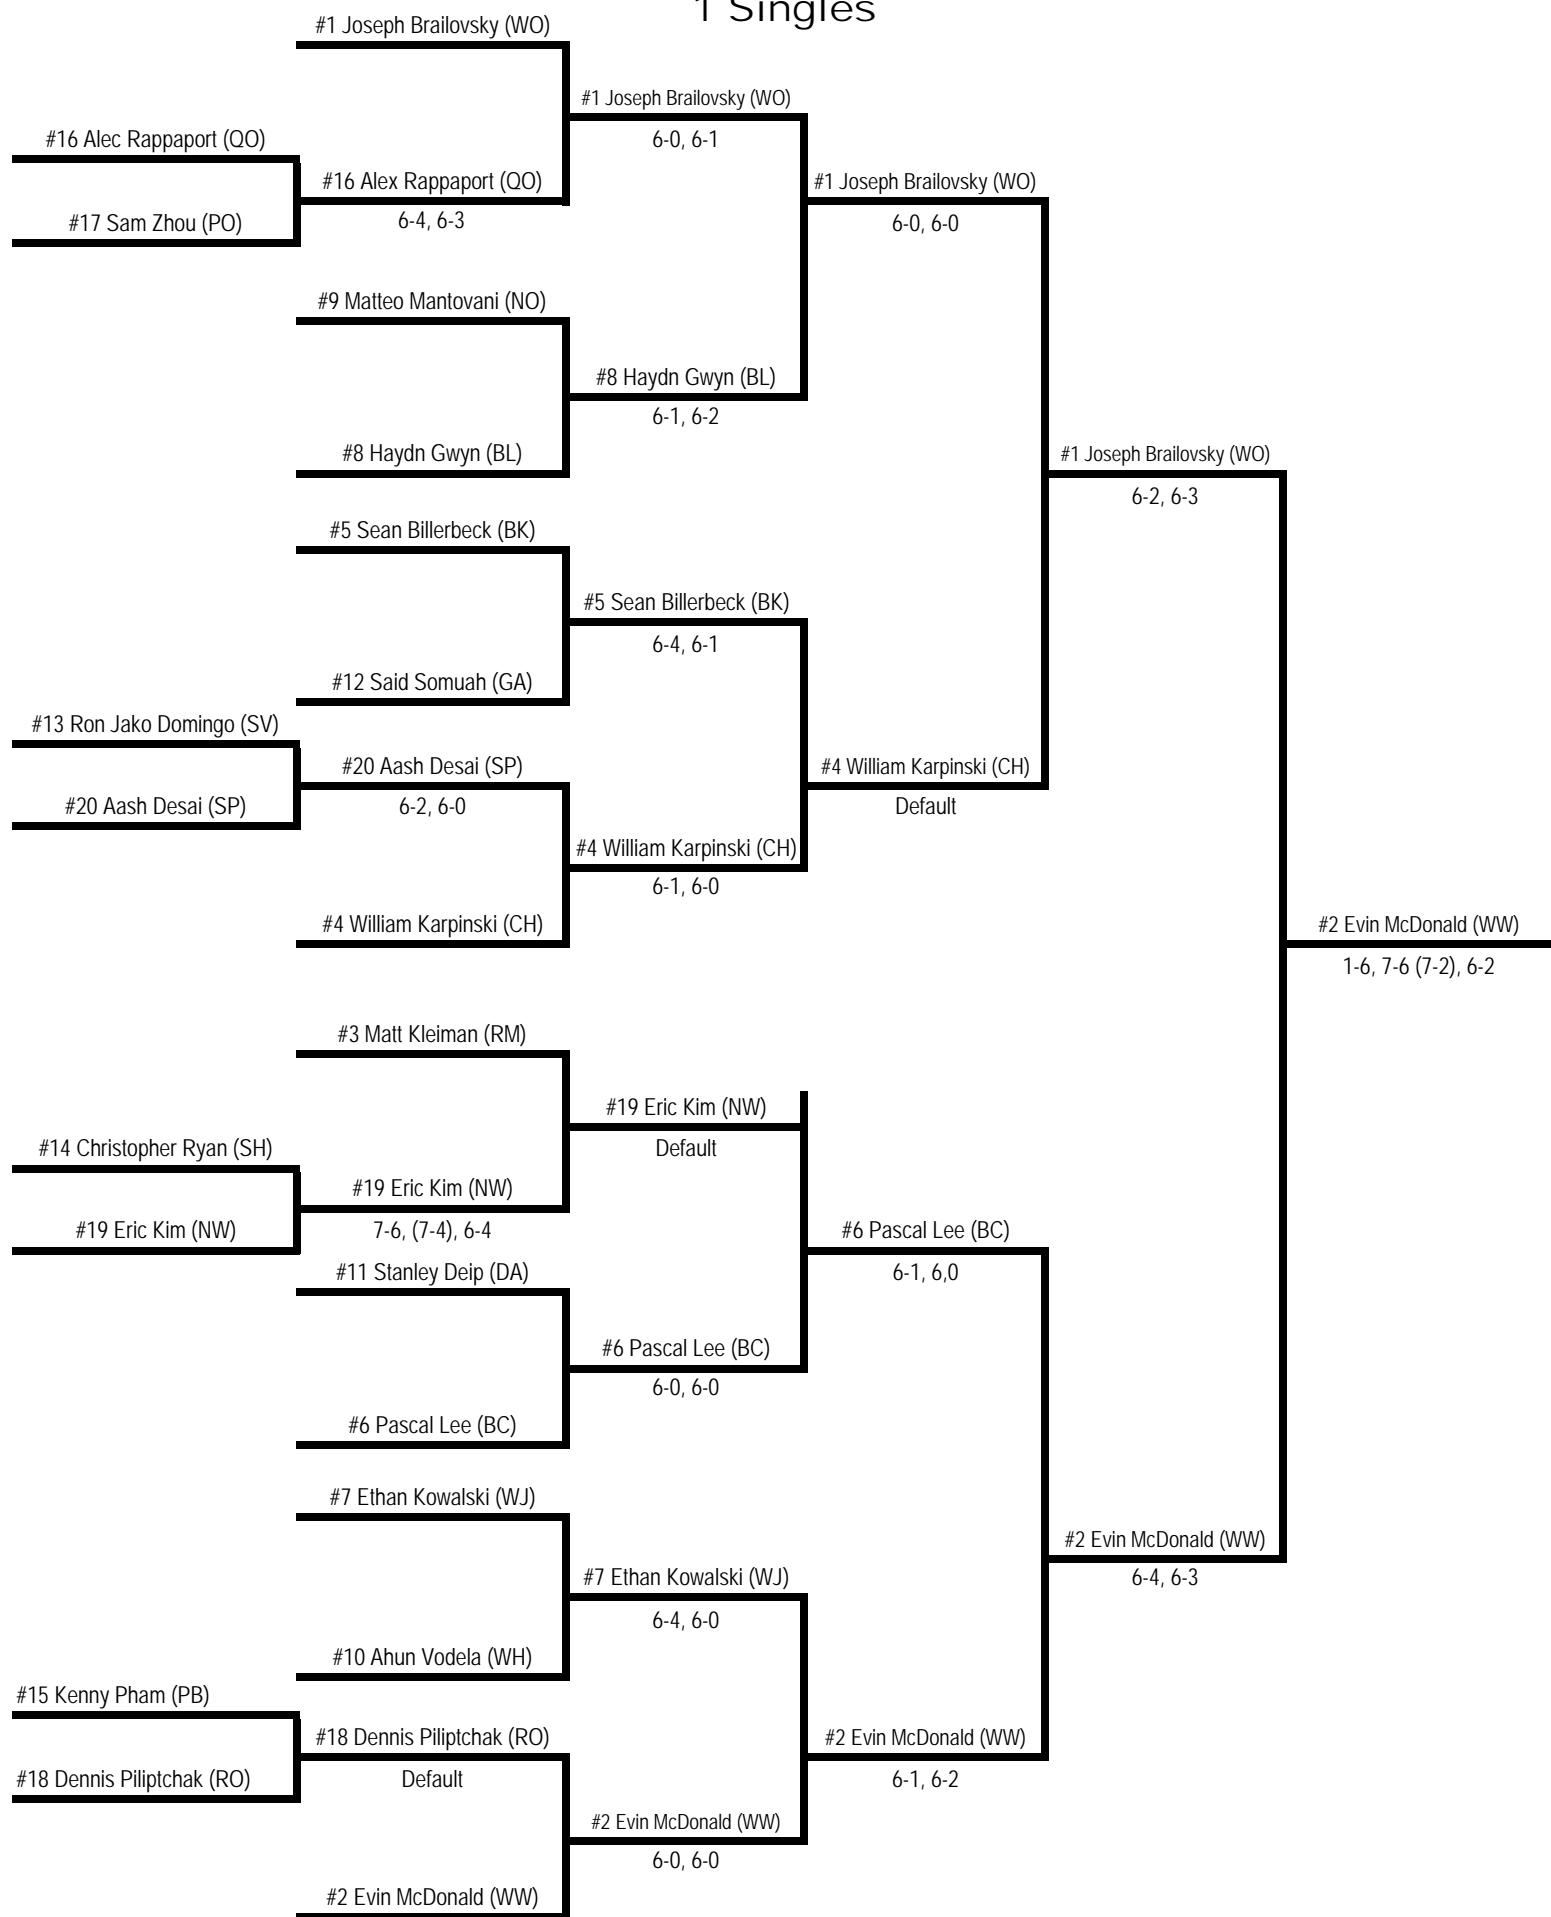 1 Singles
#1 Joseph Brailovsky (WO)
#1 Joseph Brailovsky (WO)
6-0, 6-1
#16 Alec Rappaport (QO)
#16 Alex Rappaport (QO)
#1 Joseph Brailovsky (WO)
#17 Sam Zhou (PO)
6-4, 6-3
6-0, 6-0
#9 Matteo Mantovani (NO)
#8 Haydn Gwyn (BL)
6-1, 6-2
#8 Haydn Gwyn (BL)
#1 Joseph Brailovsky (WO)
6-2, 6-3
#5 Sean Billerbeck (BK)
#5 Sean Billerbeck (BK)
6-4, 6-1
#12 Said Somuah (GA)
#13 Ron Jako Domingo (SV)
#20 Aash Desai (SP)
#4 William Karpinski (CH)
#20 Aash Desai (SP)
6-2, 6-0
Default
#4 William Karpinski (CH)
6-1, 6-0
#4 William Karpinski (CH)
#2 Evin McDonald (WW)
1-6, 7-6 (7-2), 6-2
#3 Matt Kleiman (RM)
#19 Eric Kim (NW)
Default
#14 Christopher Ryan (SH)
#19 Eric Kim (NW)
#19 Eric Kim (NW)
7-6, (7-4), 6-4
#6 Pascal Lee (BC)
6-1, 6,0
#11 Stanley Deip (DA)
#6 Pascal Lee (BC)
6-0, 6-0
#6 Pascal Lee (BC)
#7 Ethan Kowalski (WJ)
#2 Evin McDonald (WW)
6-4, 6-3
#7 Ethan Kowalski (WJ)
6-4, 6-0
#10 Ahun Vodela (WH)
#15 Kenny Pham (PB)
#18 Dennis Piliptchak (RO)
#2 Evin McDonald (WW)
#18 Dennis Piliptchak (RO)
Default
6-1, 6-2
#2 Evin McDonald (WW)
6-0, 6-0
#2 Evin McDonald (WW)